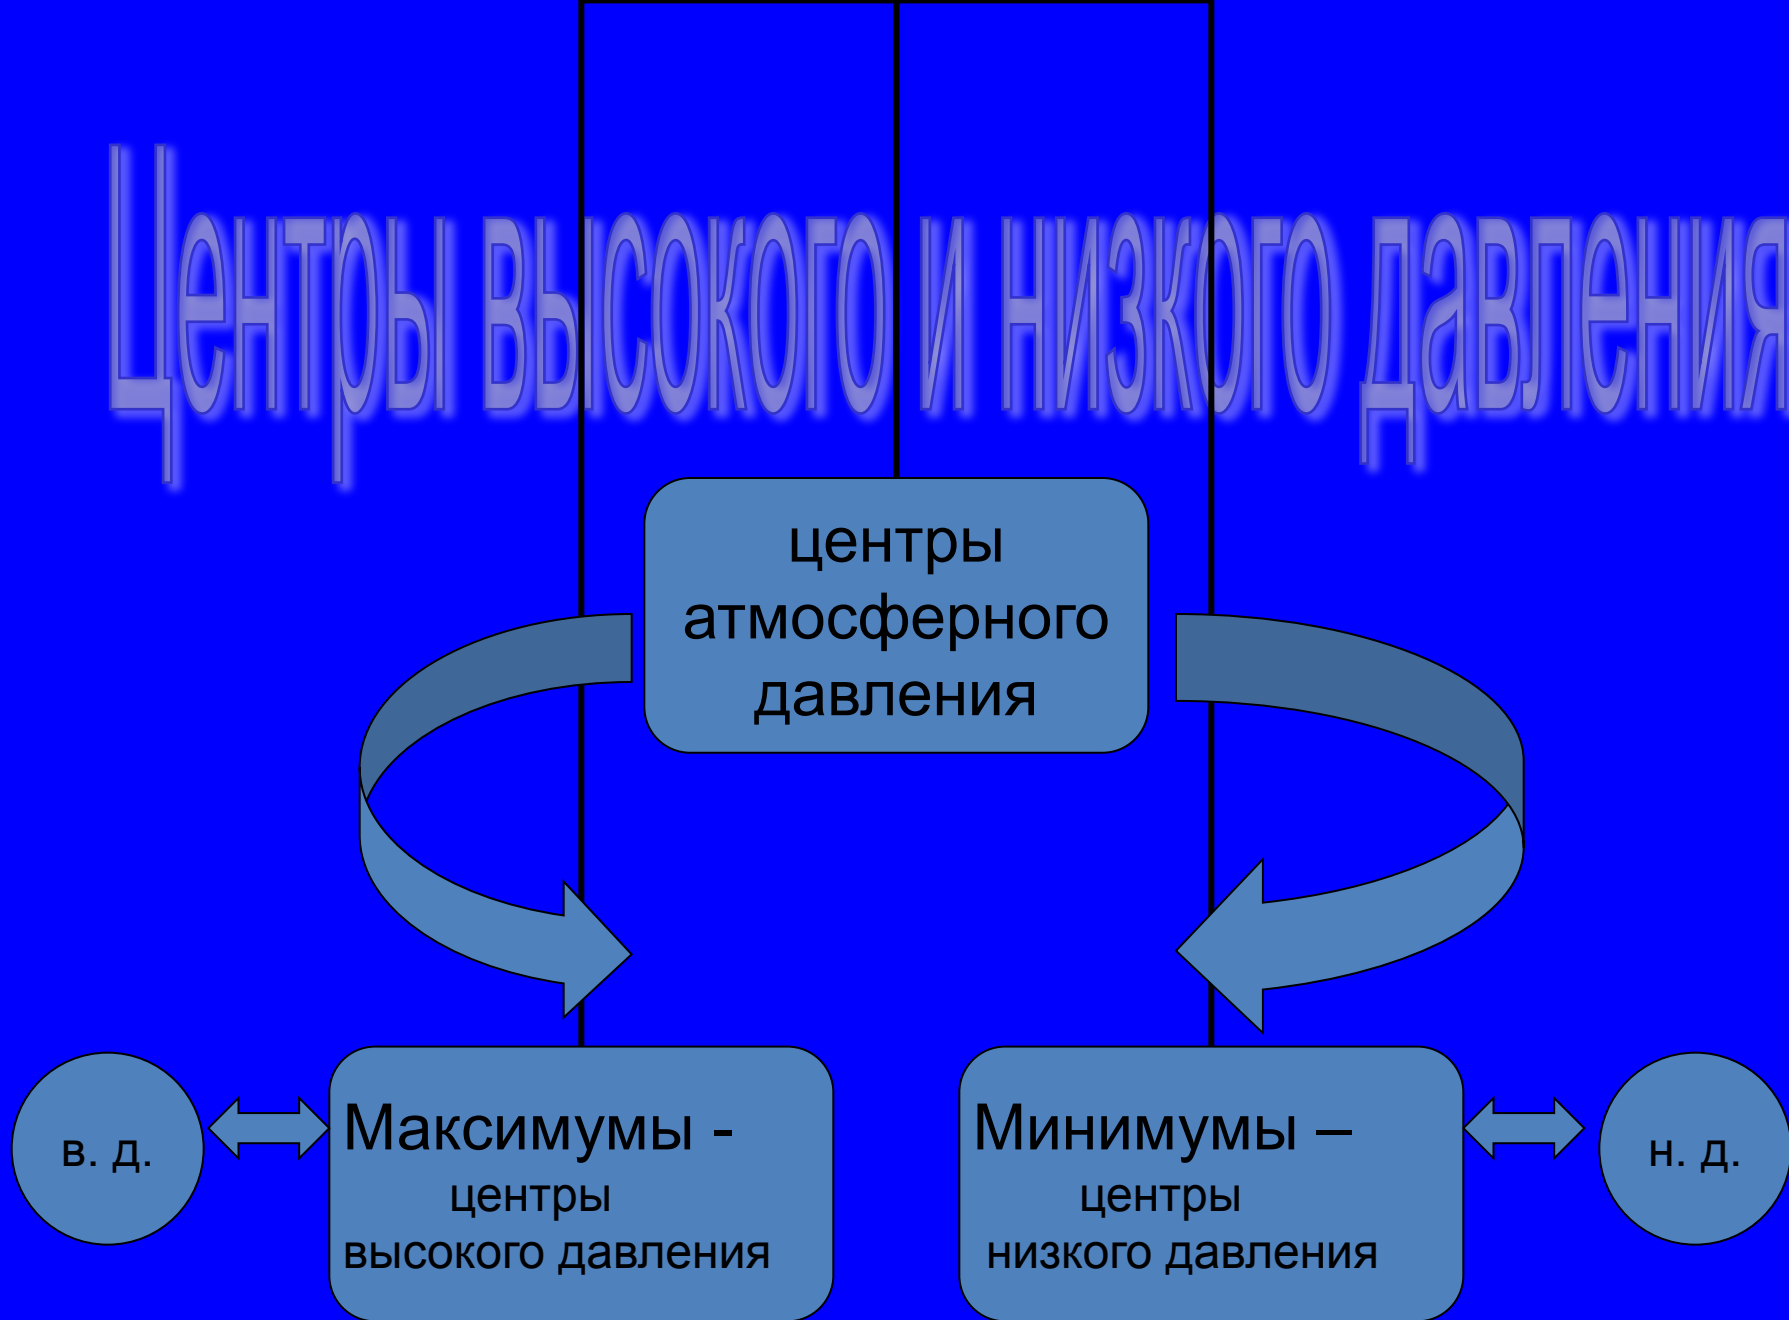 Центры высокого и низкого давления
центры
атмосферного
давления
в. д.
Максимумы -
центры
высокого давления
Минимумы –
центры
низкого давления
н. д.